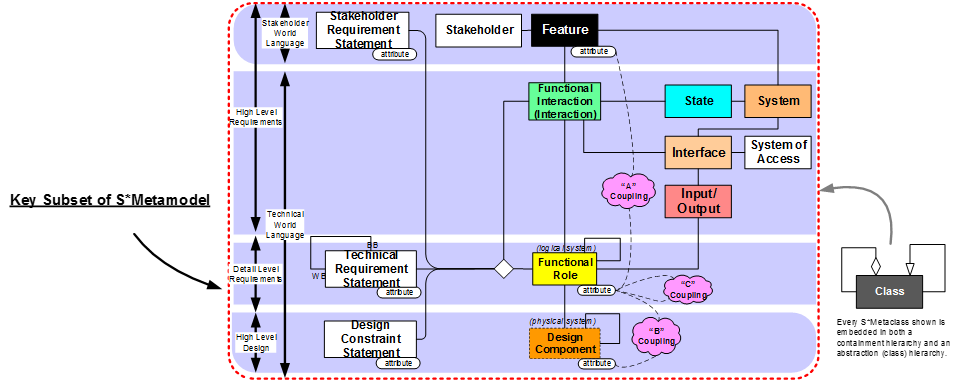 Stakeholder
World
Language
Stakeholder
Requirement
Statement
attribute
Stakeholder
Feature
attribute
High Level
Requirements
Functional
Interaction
(Interaction)
State
System
Interface
System of
Access
"A"
Coupling
Input/
Output
Key Subset of S*Metamodel
Technical
World
Language
BB
WB
Detail Level
Requirements
Technical
Requirement
Statement
attribute
(logical system)
Functional
Role
attribute
"C"
Coupling
High Level
Design
Design
Constraint
Statement
attribute
(physical system)
Design
Component
attribute
"B"
Coupling
Class
Every S*Metaclass shown is
embedded in both a
containment hierarchy and an
abstraction (class) hierarchy.